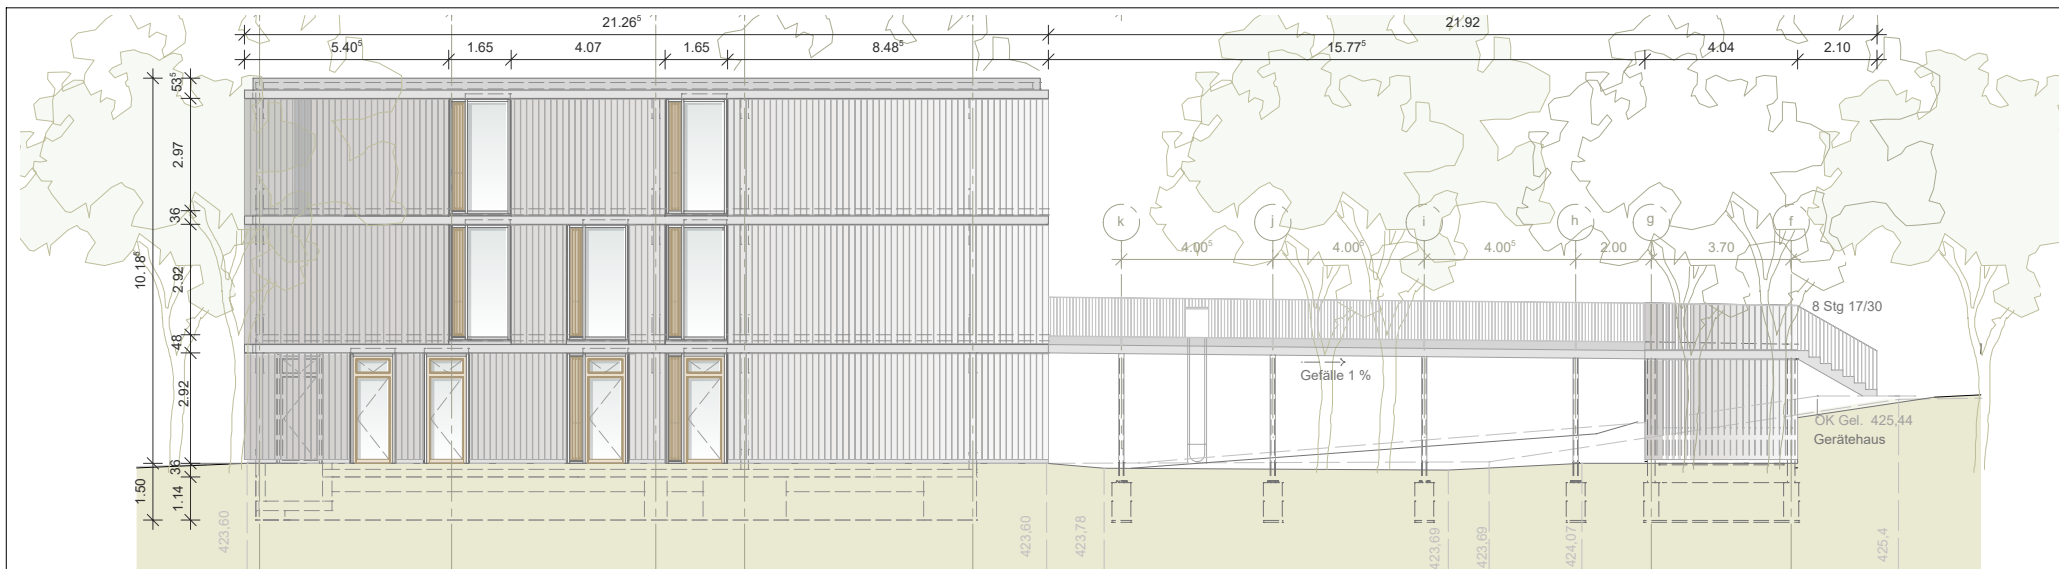 21.26⁵ 21.92
5.40⁵ 1.65 4.07 1.65 8.48⁵ 15.77⁵ 4.04 2.10
53⁵
2.97
36
2.92
48
2.92
36
1.14
10.18⁵
1.50
k j i h g f
4.00⁵ 4.00⁵ 4.00⁵ 2.00 3.70
8 Stg 17/30
Gefälle 1 %
OK Gel. 425,44
Gerätehaus
423,60 423,60 423,78 423,69 423,69 424,07 425,4